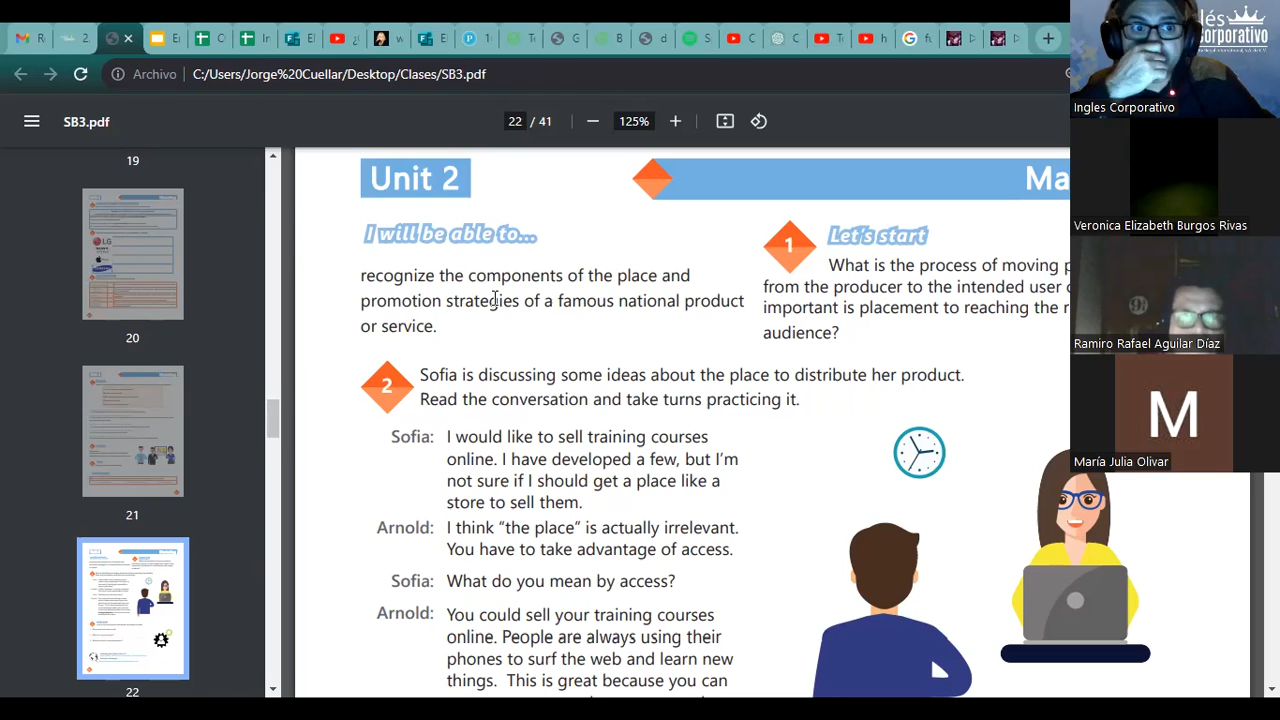 Archivo
C:/Users/Jorge%20Cuellar/Desktop/Clases/SB3.pdf
SB3.pdf
22 / 41
125%
19
LG
20
21
22
Unit 2
Ma
I will be able to...
recognize the components of the place and
promotion strategies of a famous national product
or service.
1
Let's start
What is the process of moving p
from the producer to the intended user
important is placement to reaching the r
audience?
2
Sofia is discussing some ideas about the place to distribute her product.
Read the conversation and take turns practicing it.
Sofia: I would like to sell training courses
online. I have developed a few, but I'm
not sure if I should get a place like a
store to sell them.
Arnold: I think “the place” is actually irrelevant.
You have to take advantage of access.
Sofia: What do you mean by access?
Arnold: You could sell your training courses
online. People are always using their
phones to surf the web and learn new
things. This is great because you can
lés
Corporativo
Ingles Corporativo
Veronica Elizabeth Burgos Rivas
Ramiro Rafael Aguilar Díaz
M
María Julia Olivar